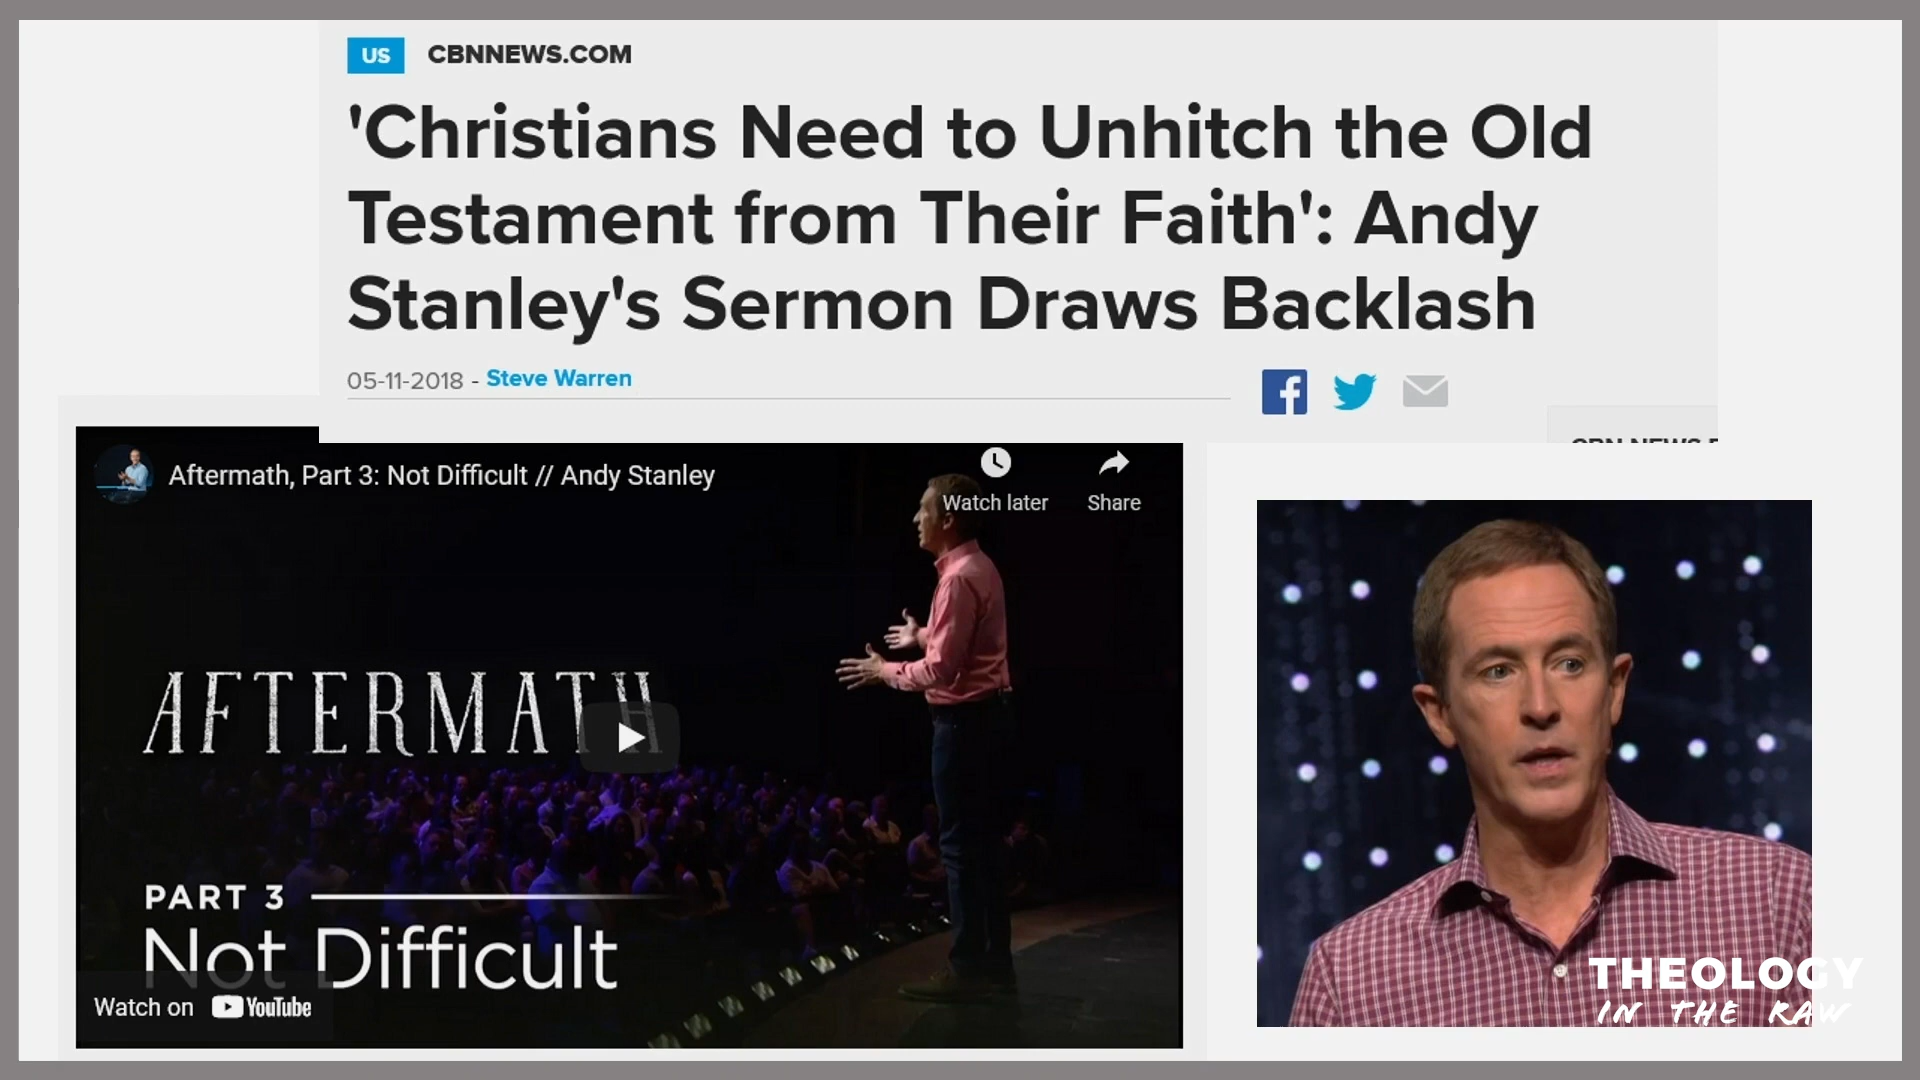 US CBNNEWS.COM
'Christians Need to Unhitch the Old
Testament from Their Faith': Andy
Stanley's Sermon Draws Backlash
05-11-2018 - Steve Warren
Aftermath, Part 3: Not Difficult // Andy Stanley
Watch later
Share
AFTERMATH
PART 3
Not Difficult
Watch on YouTube
THEOLOGY
IN THE RAW